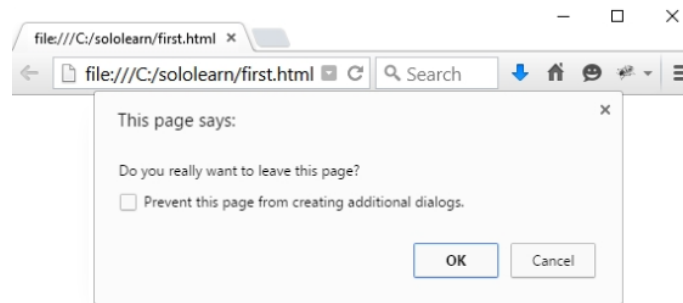 file:///C:/sololearn/first.html
file:///C:/sololearn/first.html Search
This page says:
Do you really want to leave this page?
Prevent this page from creating additional dialogs.
OK Cancel